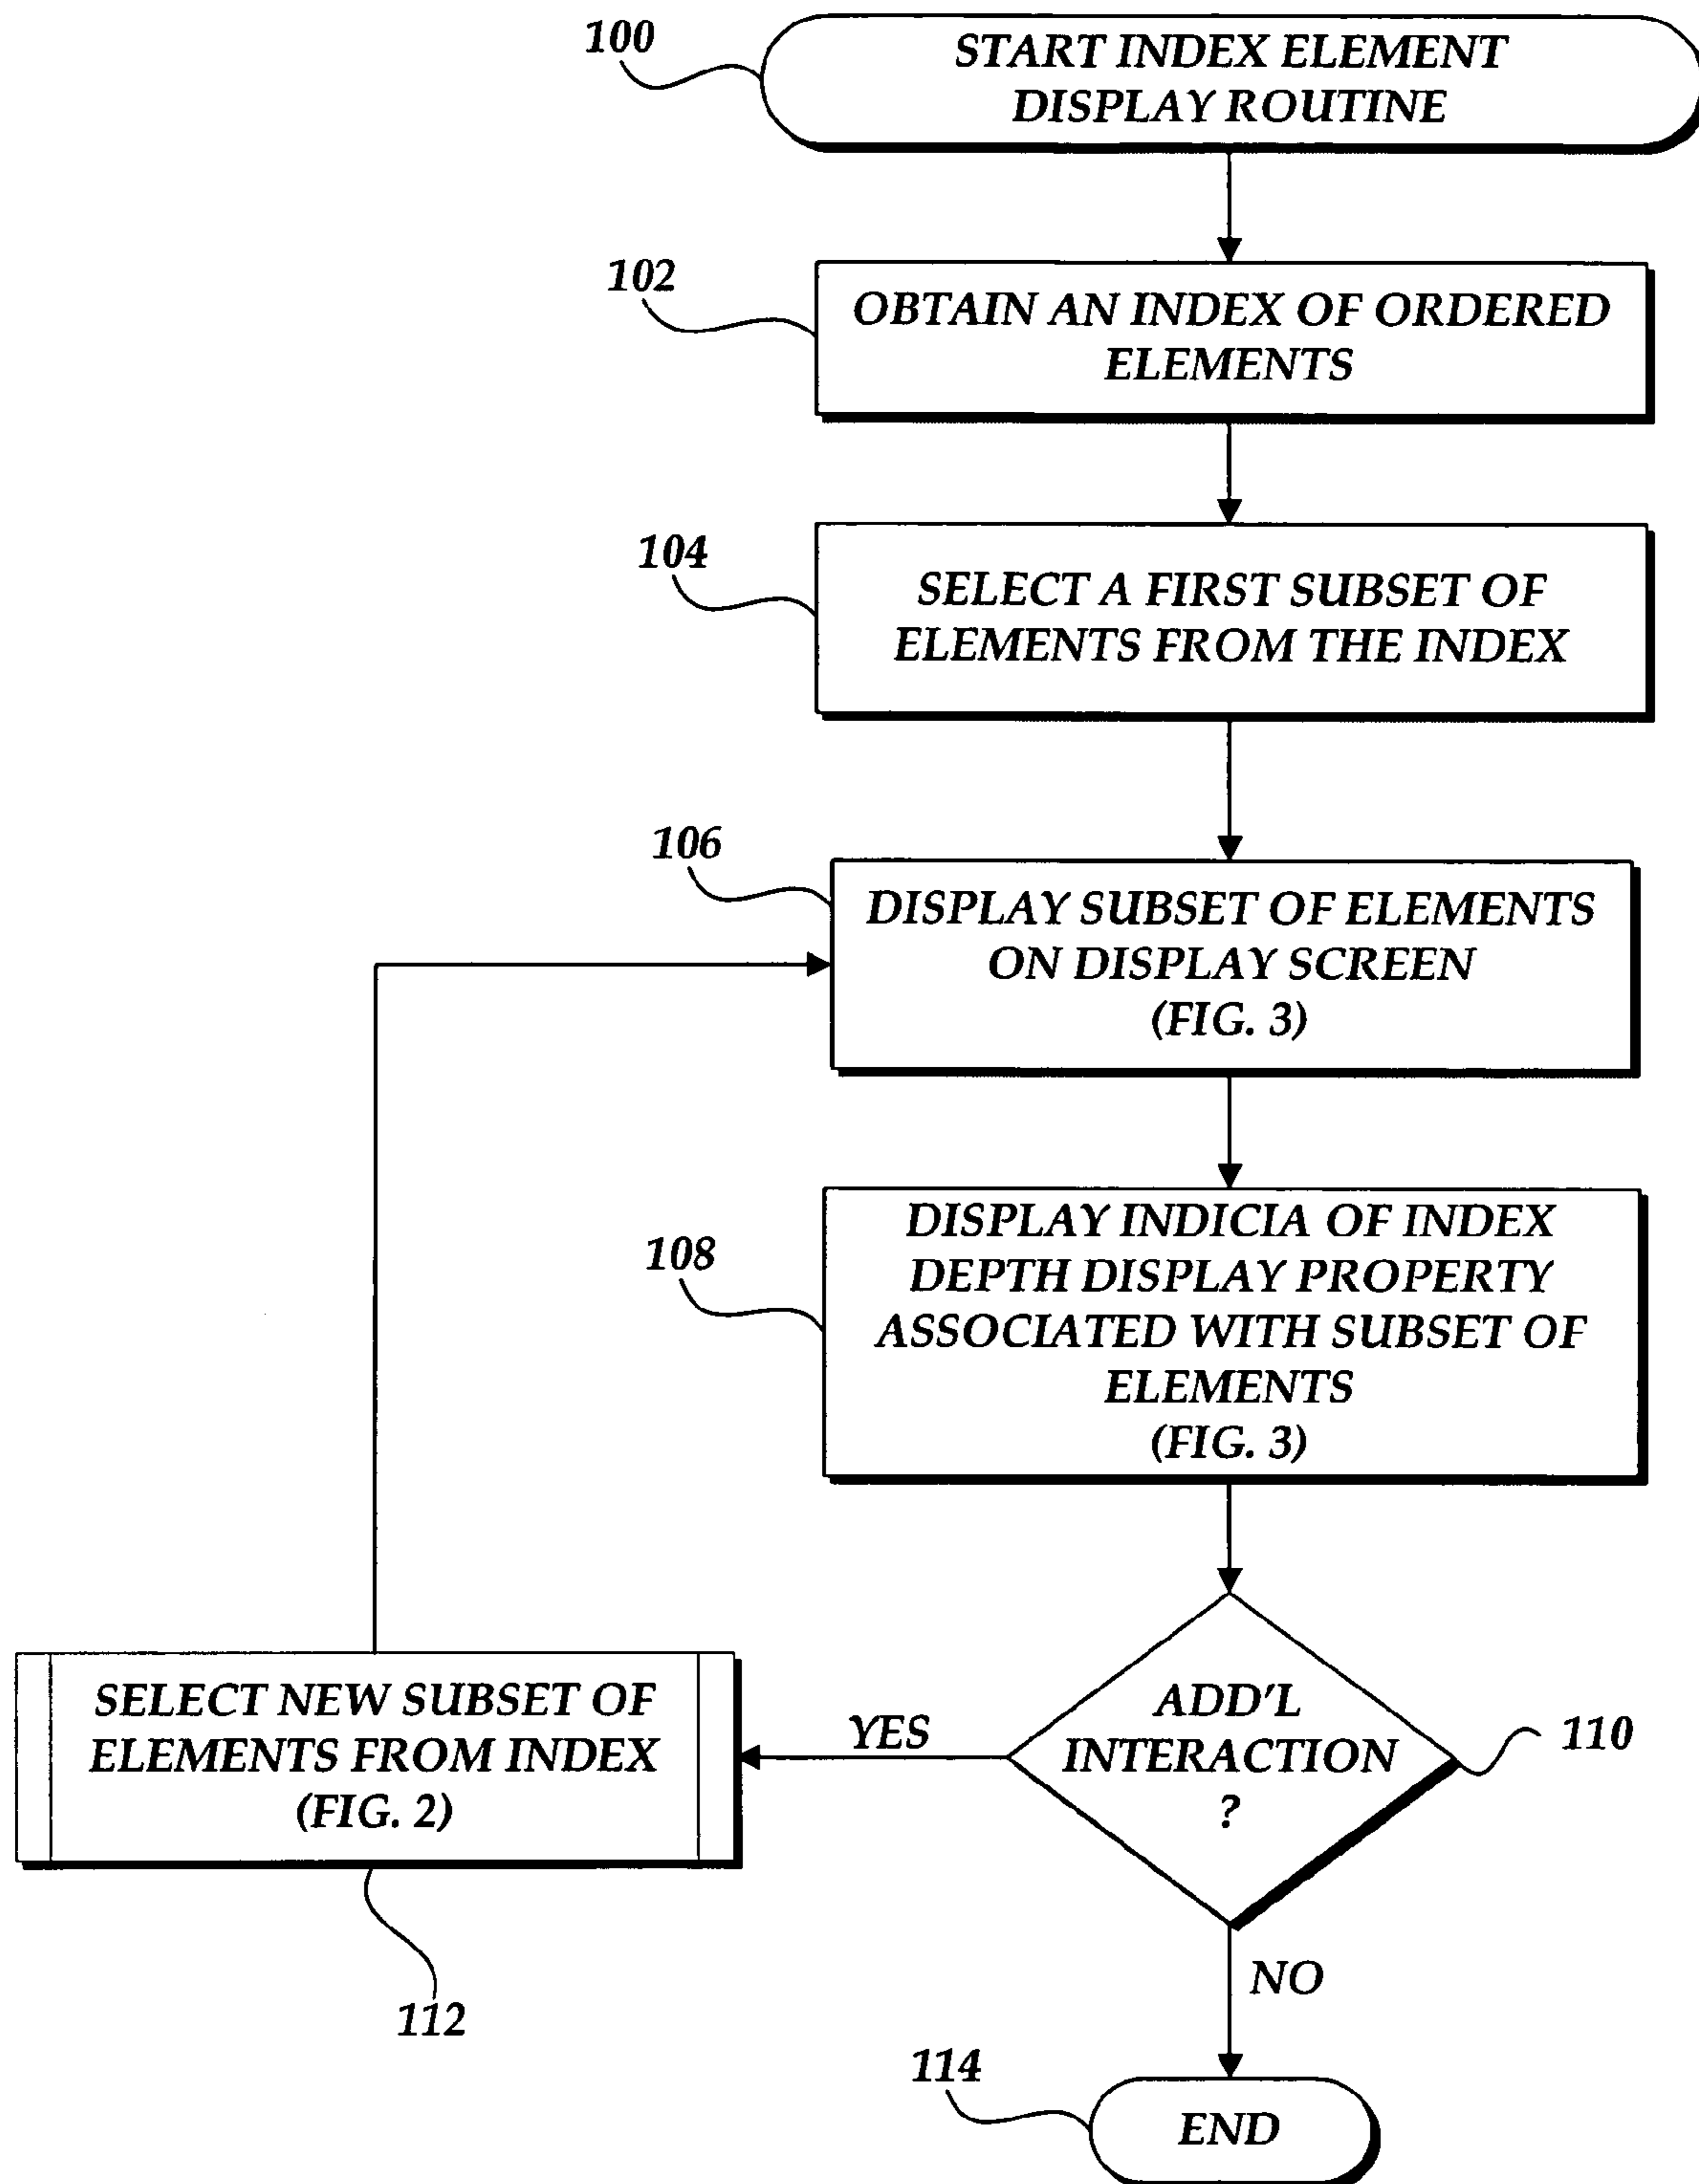 100
START INDEX ELEMENT
DISPLAY ROUTINE
102
OBTAIN AN INDEX OF ORDERED
ELEMENTS
104
SELECT A FIRST SUBSET OF
ELEMENTS FROM THE INDEX
106
DISPLAY SUBSET OF ELEMENTS
ON DISPLAY SCREEN
(FIG. 3)
108
DISPLAY INDICIA OF INDEX
DEPTH DISPLAY PROPERTY
ASSOCIATED WITH SUBSET OF
ELEMENTS
(FIG. 3)
ADD'L
INTERACTION
?
110
YES
SELECT NEW SUBSET OF
ELEMENTS FROM INDEX
(FIG. 2)
112
NO
114
END